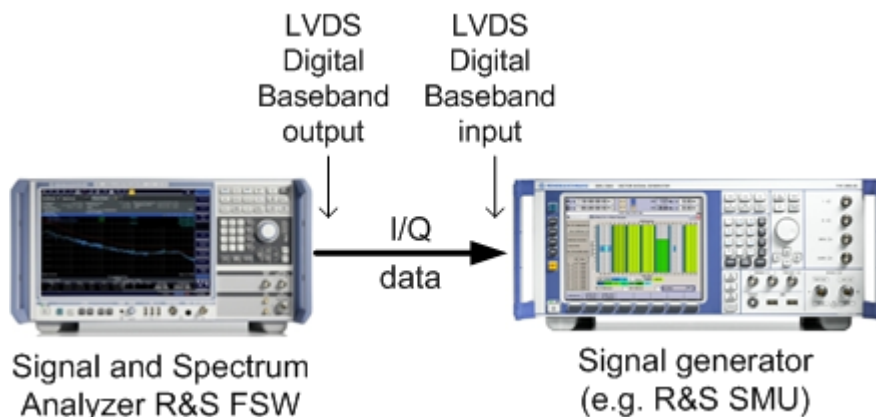 LVDS
Digital
Baseband
output
LVDS
Digital
Baseband
input
I/Q
data
Signal and Spectrum
Analyzer R&S FSW
Signal generator
(e.g. R&S SMU)